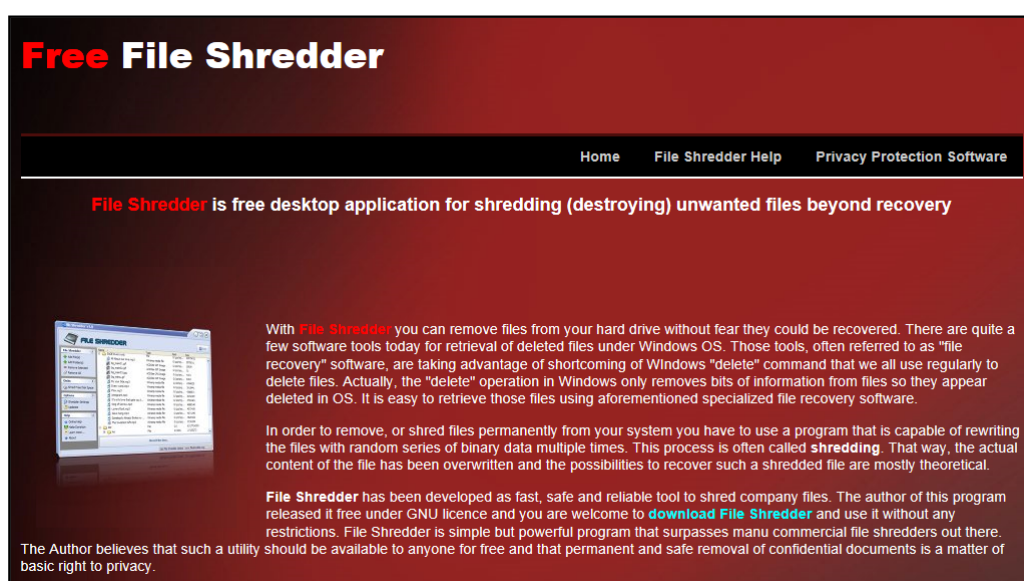 Free File Shredder
Home File Shredder Help Privacy Protection Software
File Shredder is free desktop application for shredding (destroying) unwanted files beyond recovery
FILE SHREDDER
With File Shredder you can remove files from your hard drive without fear they could be recovered. There are quite a
few software tools today for retrieval of deleted files under Windows OS. Those tools, often referred to as "file
recovery" software, are taking advantage of shortcoming of WIndows "delete" command that we all use regularly to
delete files. Actually, the "delete" operation in Windows only removes bits of information from files so they appear
deleted in OS. It is easy to retrieve those files using aforementioned specialized file recovery software.
In order to remove, or shred files permanently from your system you have to use a program that is capable of rewriting
the files with random series of binary data multiple times. This process is often called shredding. That way, the actual
content of the file has been overwritten and the possibilities to recover such a shredded file are mostly theoretical.
File Shredder has been developed as fast, safe and reliable tool to shred company files. The author of this program
released it free under GNU licence and you are welcome to download File Shredder and use it without any
restrictions. File Shredder is simple but powerful program that surpasses manu commercial file shredders out there.
The Author believes that such a utility should be available to anyone for free and that permanent and safe removal of confidential documents is a matter of
basic right to privacy.